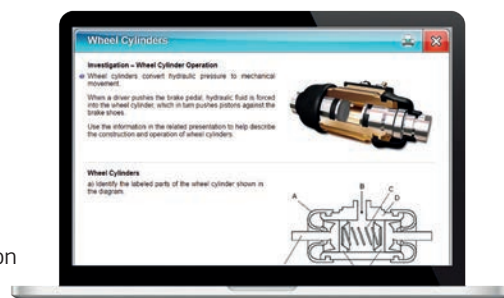 Wheel Cylinders
Investigation – Wheel Cylinder Operation
Wheel cylinders convert hydraulic pressure to mechanical
movement.
When a driver pushes the brake pedal, hydraulic fluid is forced
into the wheel cylinder, which in turn pushes pistons against the
brake shoes.
Use the information in the related presentation to help describe
the construction and operation of wheel cylinders.
Wheel Cylinders
a) Identify the labeled parts of the wheel cylinder shown in
the diagram.
A
B
C
D
on